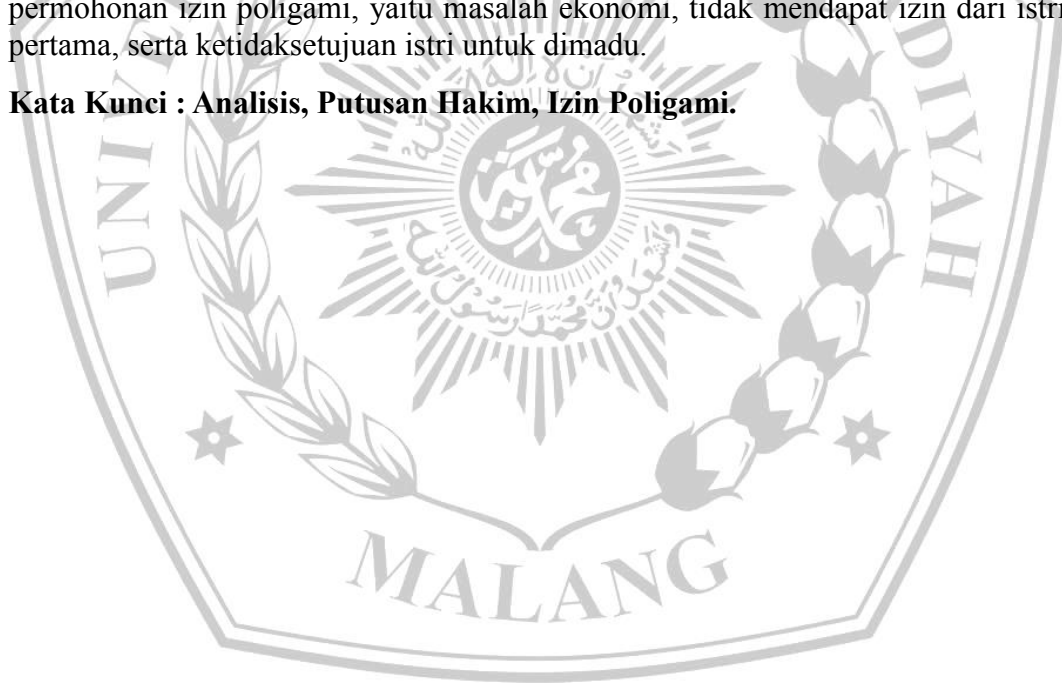 permohonan izin poligami, yaitu masalah ekonomi, tidak mendapat izin dari istri
pertama, serta ketidaksetujuan istri untuk dimadu.
Kata Kunci : Analisis, Putusan Hakim, Izin Poligami.
DIYAH
MALANG